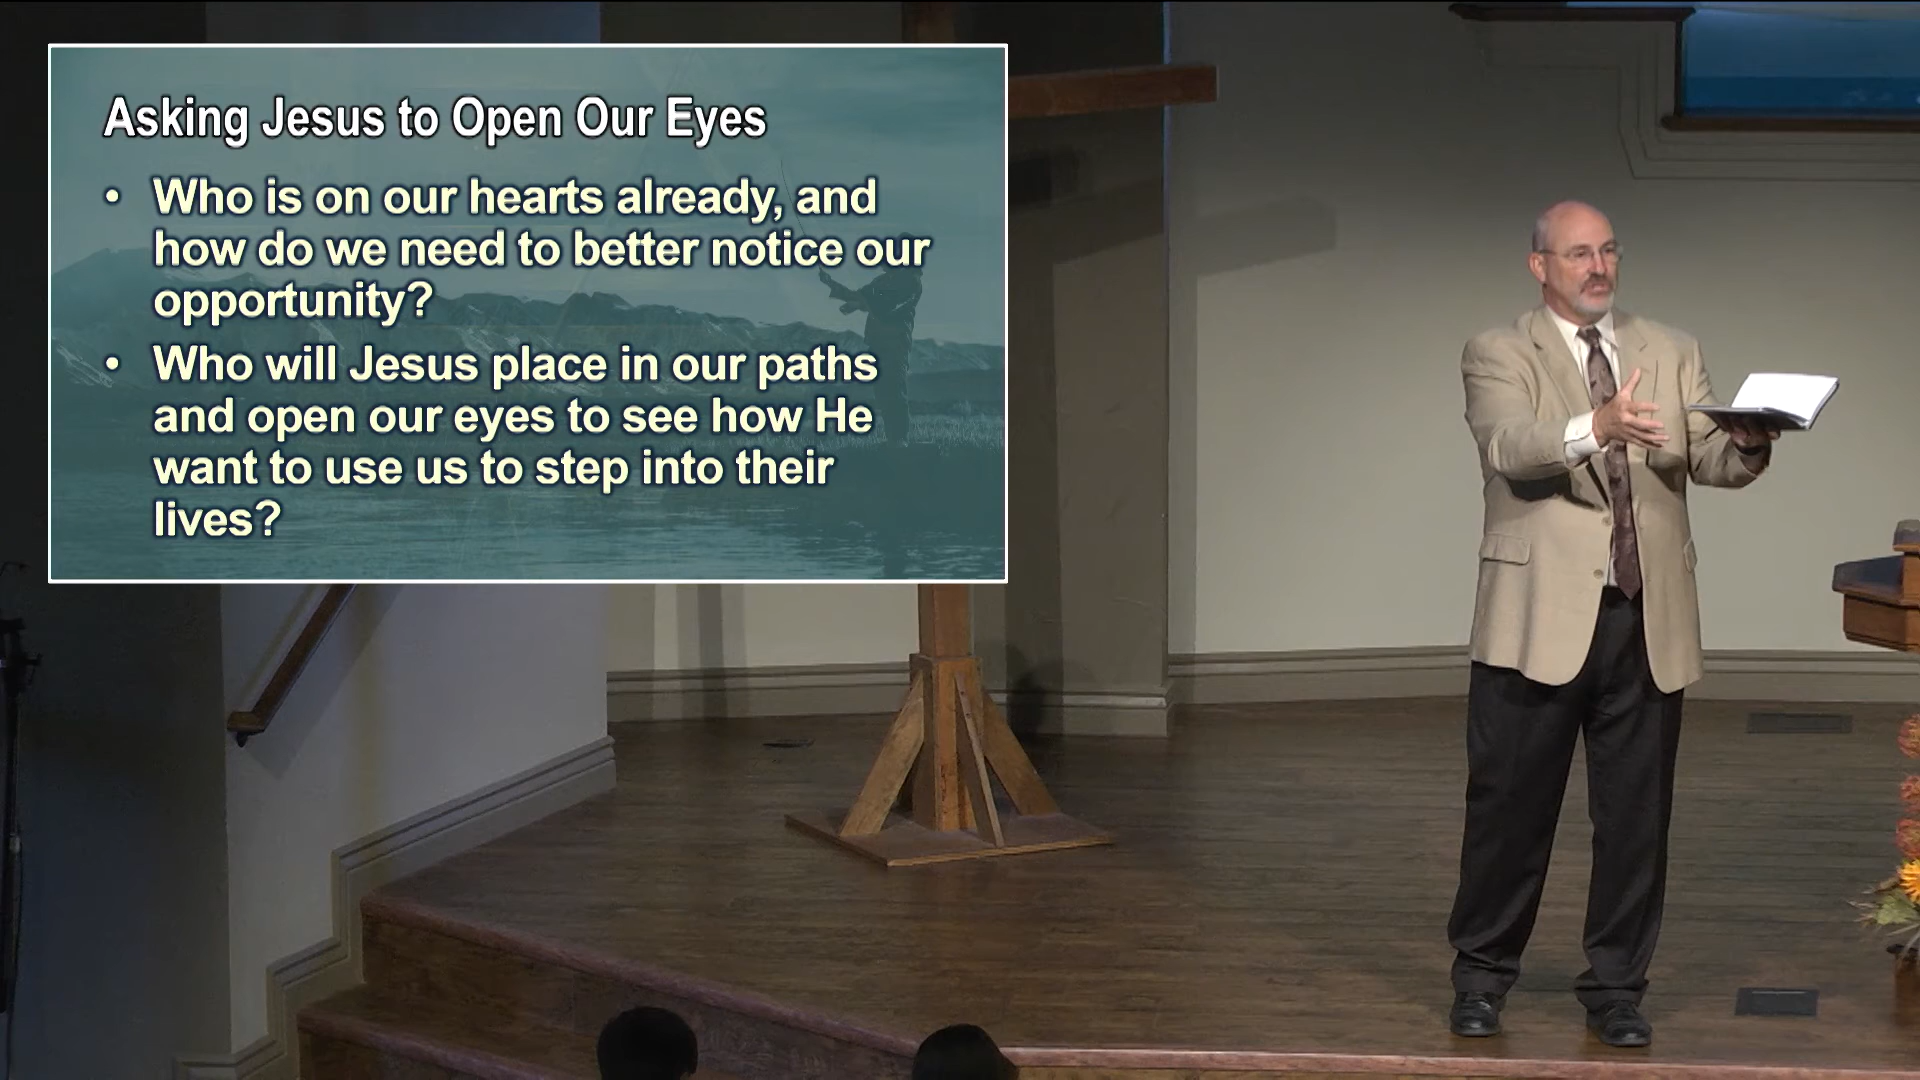 Asking Jesus to Open Our Eyes
• Who is on our hearts already, and
how do we need to better notice our
opportunity?
• Who will Jesus place in our paths
and open our eyes to see how He
want to use us to step into their
lives?